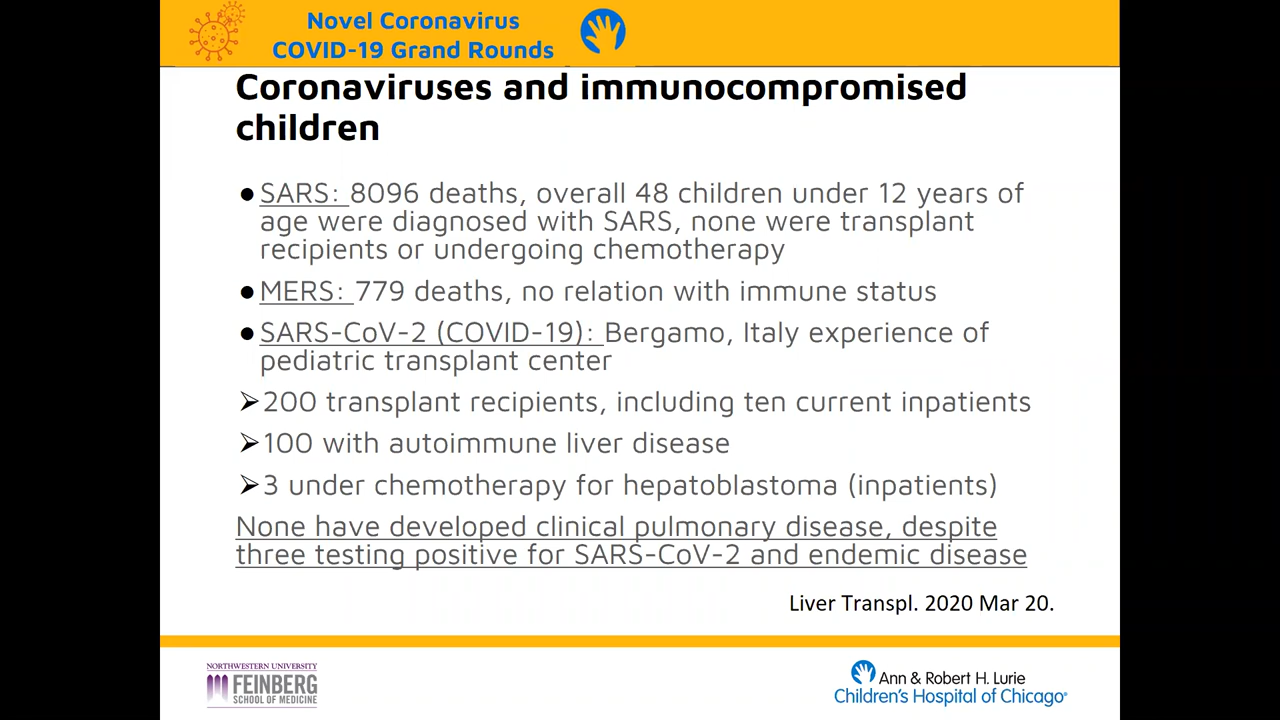 Novel Coronavirus
COVID-19 Grand Rounds
Coronaviruses and immunocompromised
children
● SARS: 8096 deaths, overall 48 children under 12 years of
age were diagnosed with SARS, none were transplant
recipients or undergoing chemotherapy
● MERS: 779 deaths, no relation with immune status
● SARS-CoV-2 (COVID-19): Bergamo, Italy experience of
pediatric transplant center
➢200 transplant recipients, including ten current inpatients
➢100 with autoimmune liver disease
➢3 under chemotherapy for hepatoblastoma (inpatients)
None have developed clinical pulmonary disease, despite
three testing positive for SARS-CoV-2 and endemic disease
Liver Transpl. 2020 Mar 20.
NORTHWESTERN UNIVERSITY
FEINBERG
SCHOOL OF MEDICINE
Ann & Robert H. Lurie
Children's Hospital of Chicago®